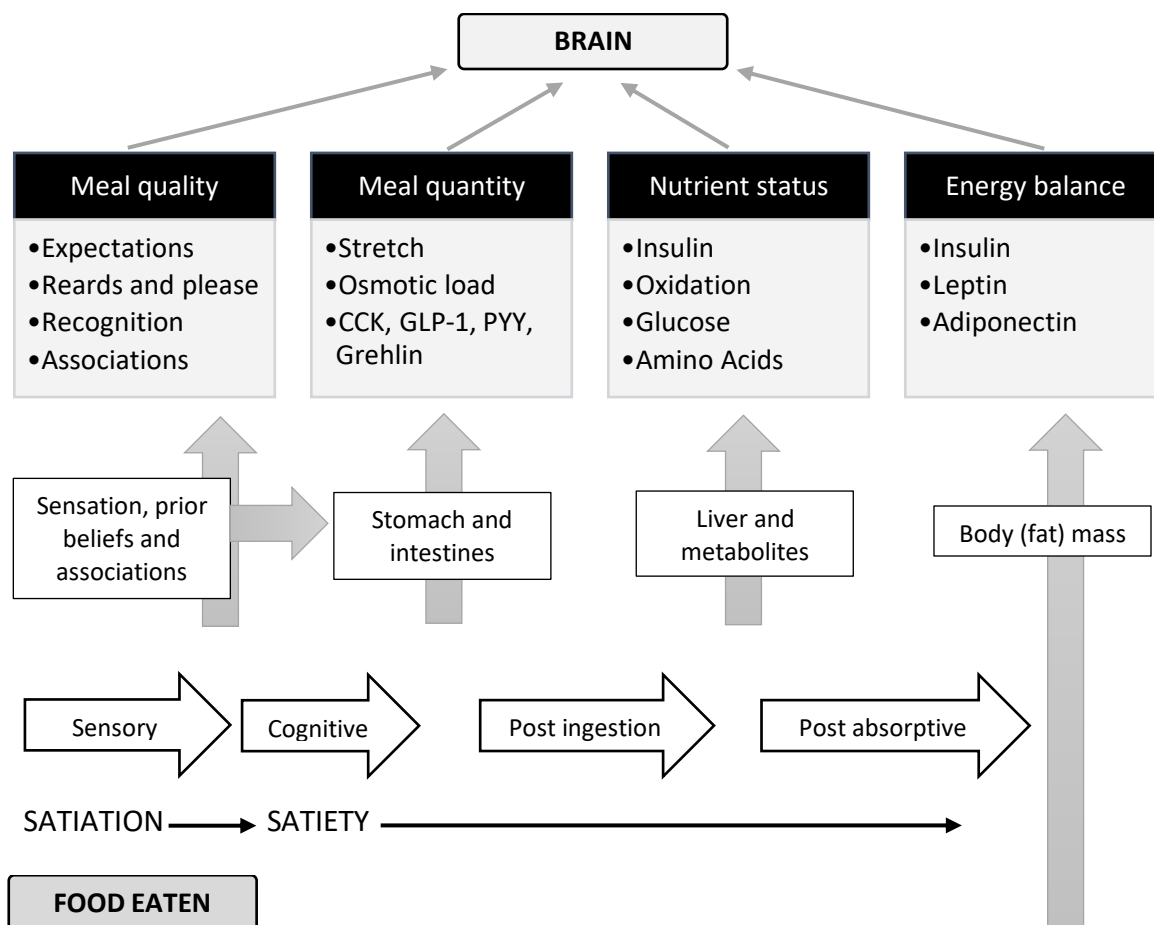 BRAIN
Meal quality
•Expectations
•Reards and please
•Recognition
•Associations
Meal quantity
•Stretch
•Osmotic load
•CCK, GLP-1, PYY,
Grehlin
Nutrient status
•Insulin
•Oxidation
•Glucose
•Amino Acids
Energy balance
•Insulin
•Leptin
•Adiponectin
Sensation, prior
beliefs and
associations
Stomach and
intestines
Liver and
metabolites
Body (fat) mass
Sensory
Cognitive
Post ingestion
Post absorptive
SATIATION
SATIETY
FOOD EATEN